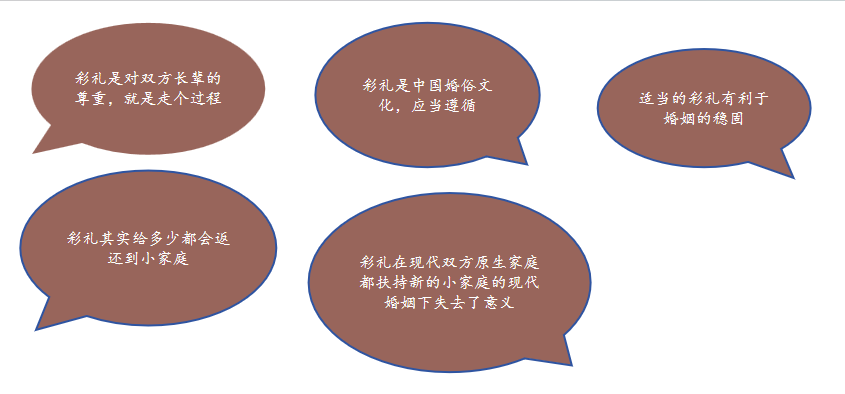 彩礼是对双方长辈的
尊重，就是走个过程
彩礼是中国婚俗文
化，应当遵循
适当的彩礼有利于
婚姻的稳固
彩礼其实给多少都会返
还到小家庭
彩礼在现代双方原生家庭
都扶持新的小家庭的现代
婚姻下失去了意义